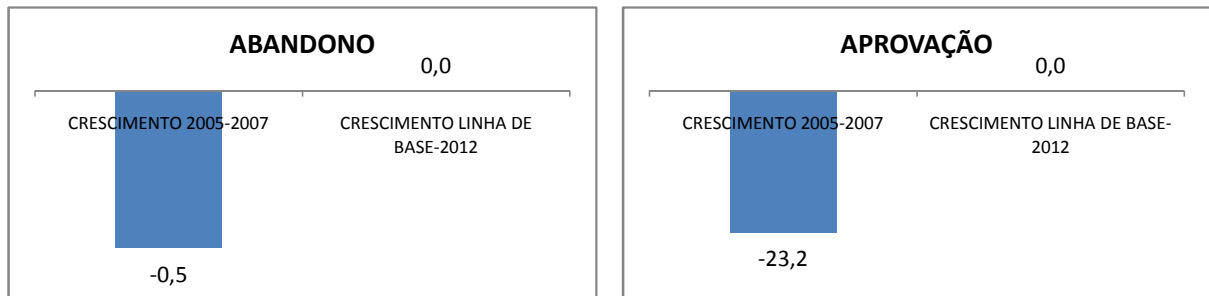 ABANDONO
0,0
CRESCIMENTO 2005-2007
CRESCIMENTO LINHA DE
BASE-2012
-0,5
APROVAÇÃO
0,0
CRESCIMENTO 2005-2007
CRESCIMENTO LINHA DE BASE-
2012
-23,2